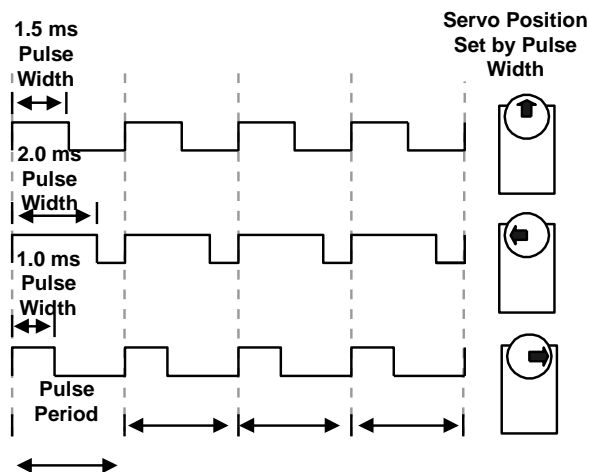 1.5 ms
Pulse
Width
Servo Position
Set by Pulse
Width
2.0 ms
Pulse
Width
1.0 ms
Pulse
Width
Pulse
Period